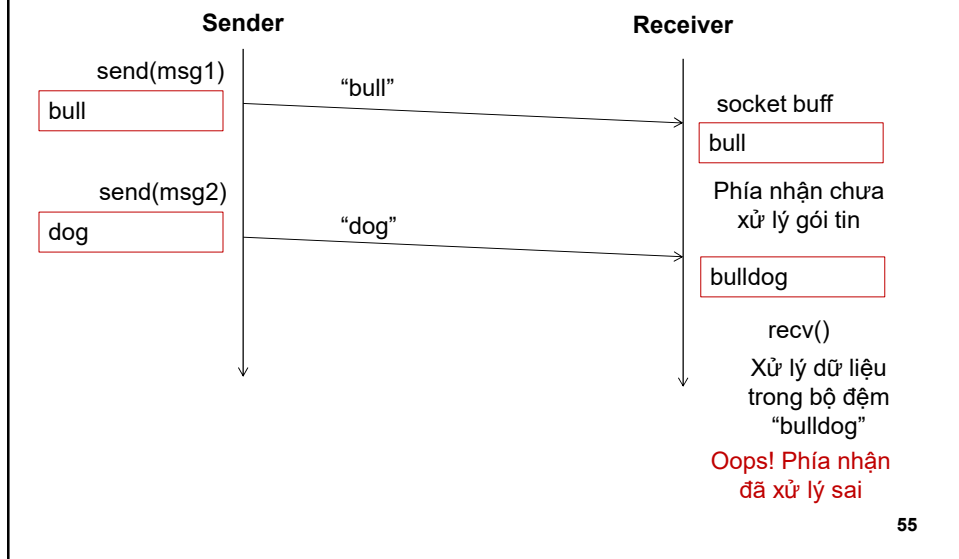 Sender
Receiver
send(msg1)
“bull”
bull
socket buff
bull
send(msg2)
Phía nhận chưa
xử lý gói tin
dog
“dog”
bulldog
recv()
Xử lý dữ liệu
trong bộ đệm
“bulldog”
Oops! Phía nhận
đã xử lý sai
55